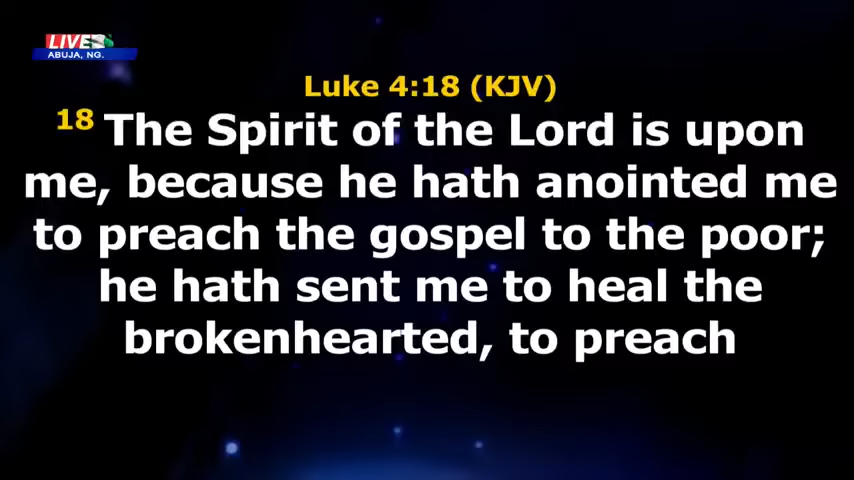 LIVE
ABUJA, NG.
Luke 4:18 (KJV)
18 The Spirit of the Lord is upon
me, because he hath anointed me
to preach the gospel to the poor;
he hath sent me to heal the
brokenhearted, to preach